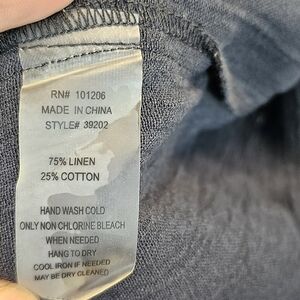 RN# 101206
MADE IN CHINA
STYLE# 39202
75% LINEN
25% COTTON
HAND WASH COLD
ONLY NON CHLORINE BLEACH
WHEN NEEDED
HANG TO DRY
COOL IRON IF NEEDED
MAY BE DRY CLEANED